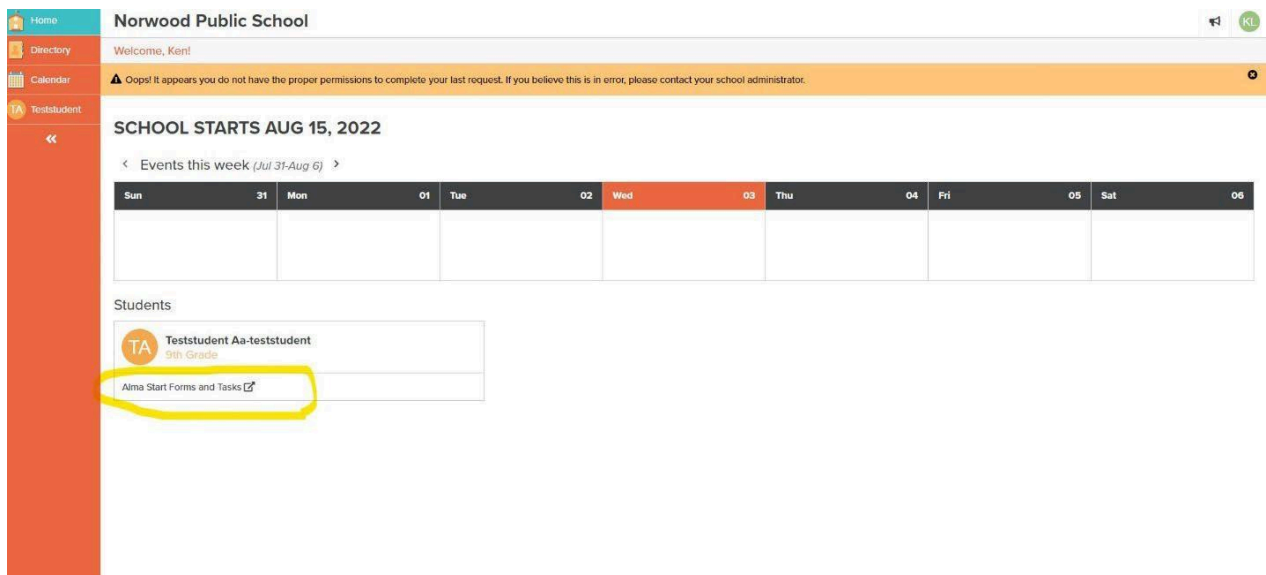 Home
Norwood Public School
KL
Directory
Welcome, Ken!
Calendar
Oops! It appears you do not have the proper permissions to complete your last request. If you believe this is in error, please contact your school administrator.
TA Teststudent
SCHOOL STARTS AUG 15, 2022
Events this week (Jul 31-Aug 6)
Sun 31 Mon 01 Tue 02 Wed 03 Thu 04 Fri 05 Sat 06
Students
TA
Teststudent Aa-teststudent
9th Grade
Alma Start Forms and Tasks